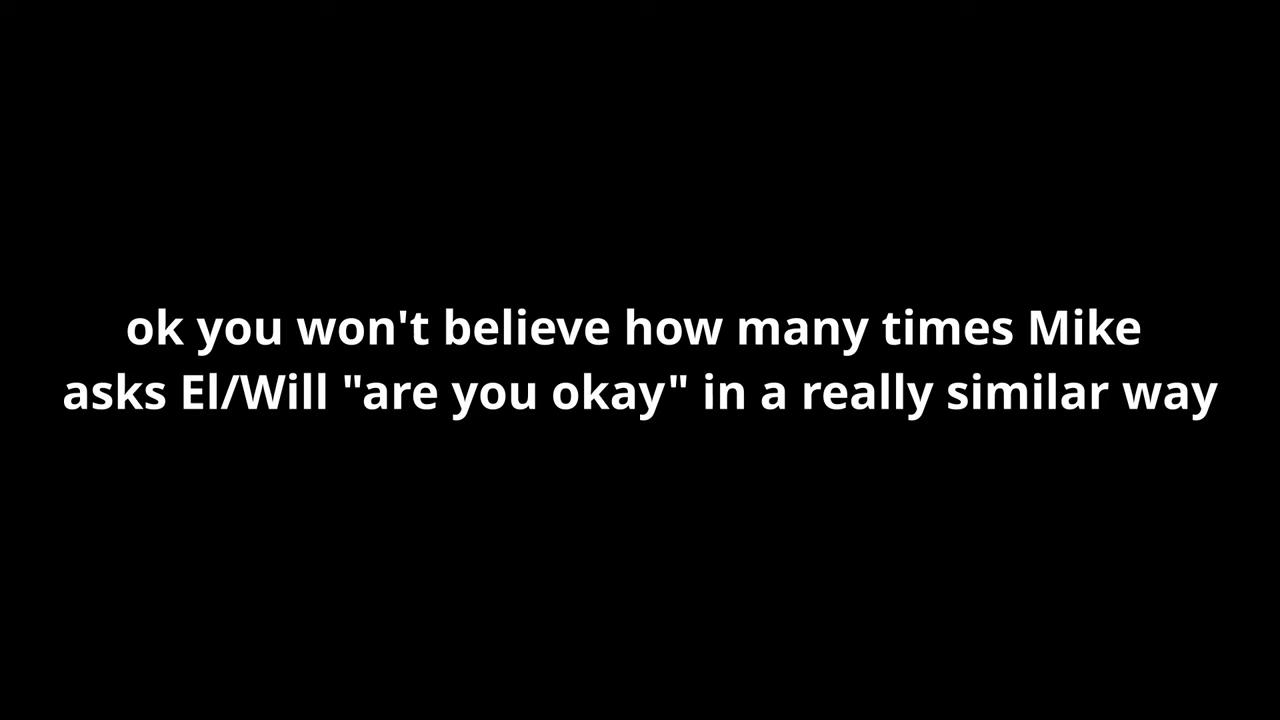 ok you won't believe how many times Mike
asks El/Will "are you okay" in a really similar way